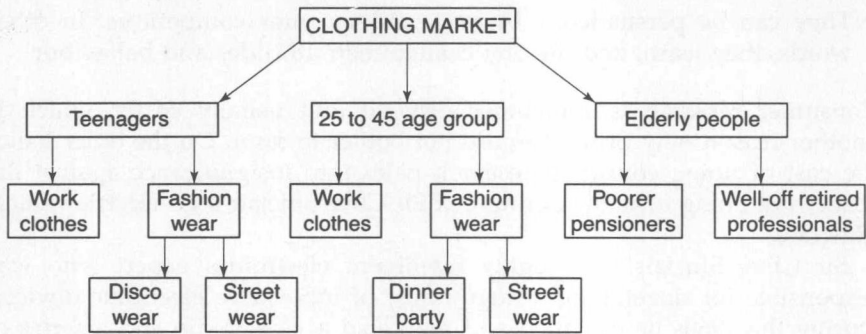 CLOTHING MARKET
Teenagers
25 to 45 age group
Elderly people
Work
clothes
Fashion
wear
Work
clothes
Fashion
wear
Poorer
pensioners
Well-off retired
professionals
Disco
wear
Street
wear
Dinner
party
Street
wear